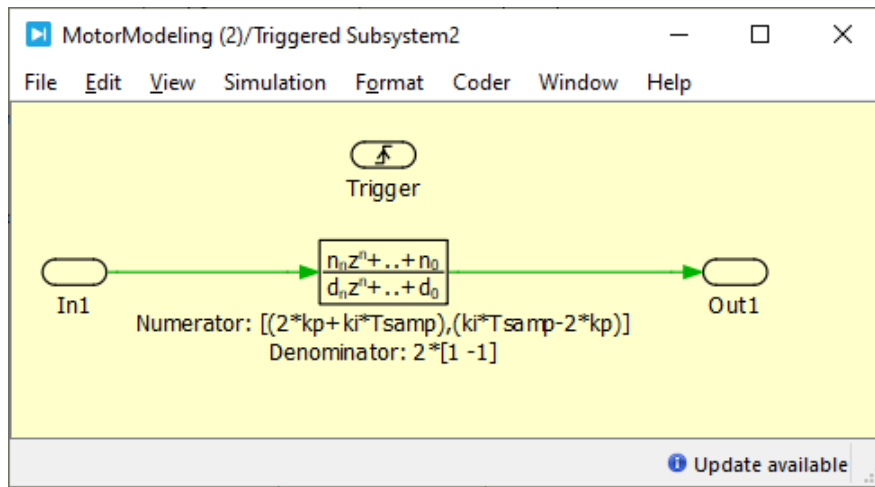 MotorModeling (2)/Triggered Subsystem2
File Edit View Simulation Format Coder Window Help
Trigger
In1
nₙzⁿ+..+n₀
dₙzⁿ+..+d₀
Out1
Numerator: [(2*kp+ki*Tsamp),(ki*Tsamp-2*kp)]
Denominator: 2*[1 -1]
Update available